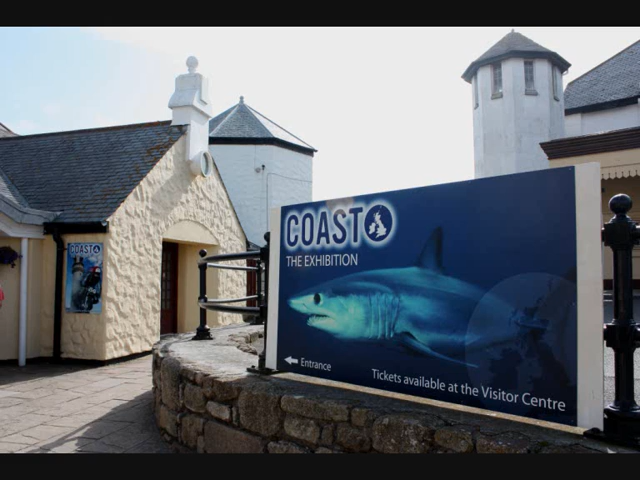 COAST
THE EXHIBITION
Entrance
Tickets available at the Visitor Centre
COAST